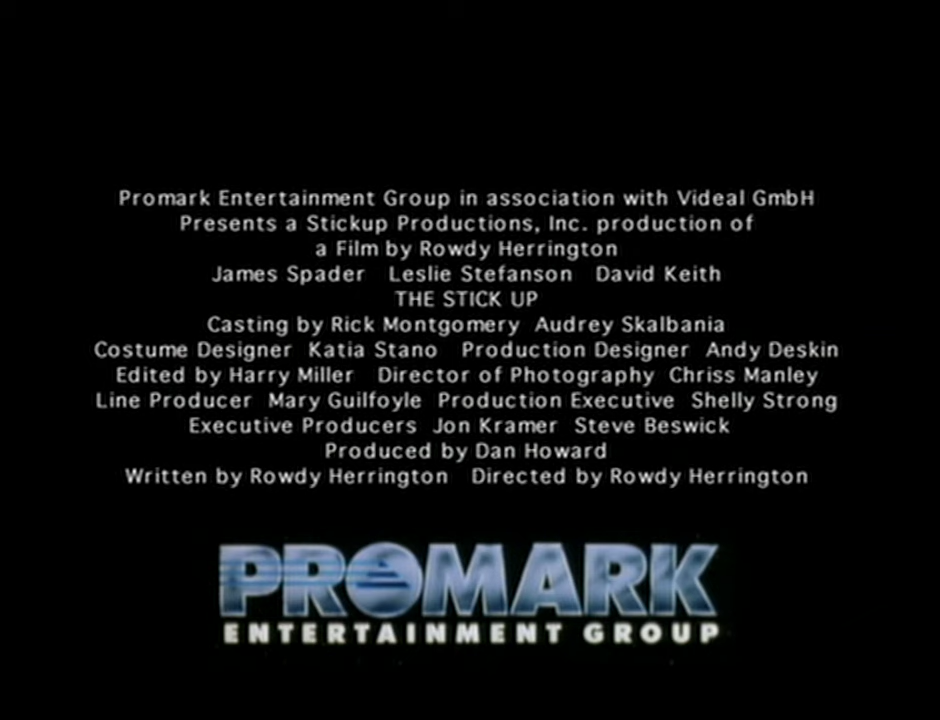 Promark Entertainment Group in association with Videal GmbH
Presents a Stickup Productions, Inc. production of
a Film by Rowdy Herrington
James Spader Leslie Stefanson David Keith
THE STICK UP
Casting by Rick Montgomery Audrey Skalbania
Costume Designer Katia Stano Production Designer Andy Deskin
Edited by Harry Miller Director of Photography Chriss Manley
Line Producer Mary Guilfoyle Production Executive Shelly Strong
Executive Producers Jon Kramer Steve Beswick
Produced by Dan Howard
Written by Rowdy Herrington Directed by Rowdy Herrington
PROMARK
ENTERTAINMENT GROUP